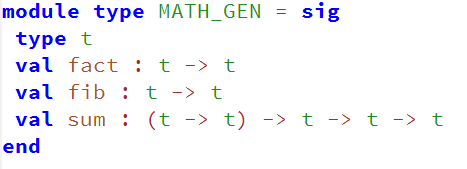 module type MATH_GEN = sig
 type t
 val fact : t -> t
 val fib : t -> t
 val sum : (t -> t) -> t -> t -> t
end